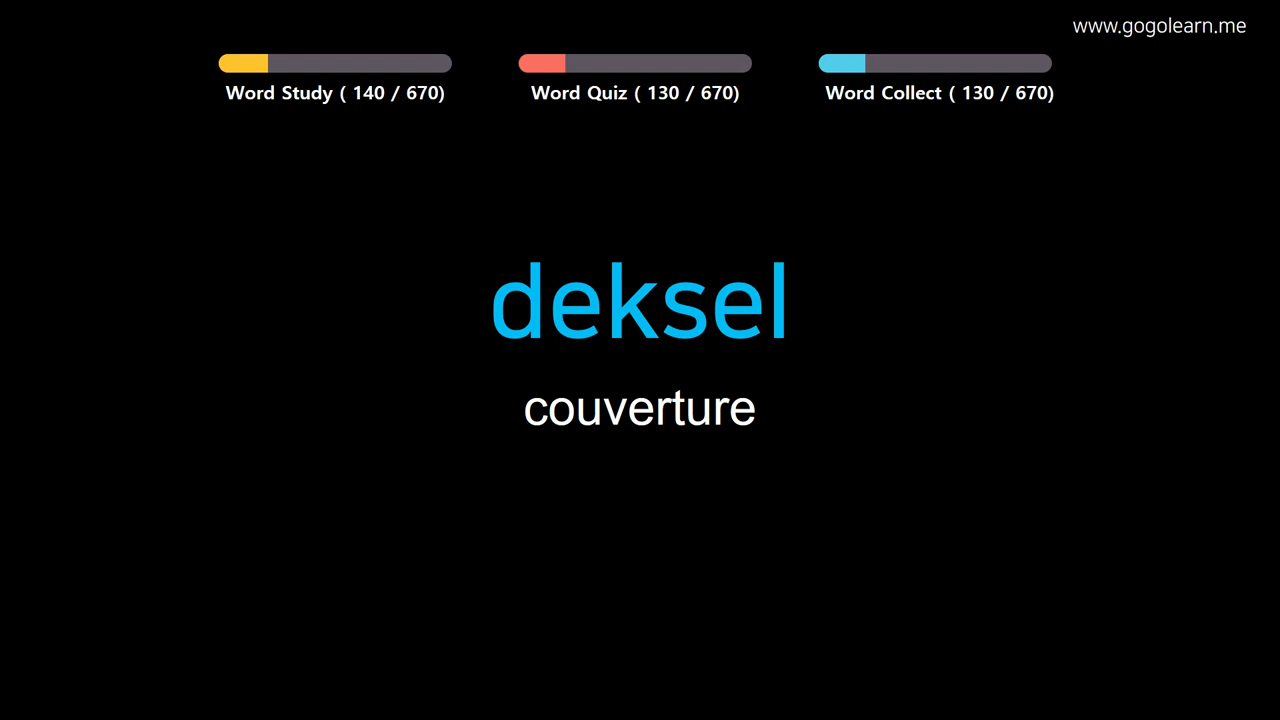 www.gogolearn.me
Word Study ( 140 / 670)
Word Quiz ( 130 / 670)
Word Collect ( 130 / 670)
deksel
couverture